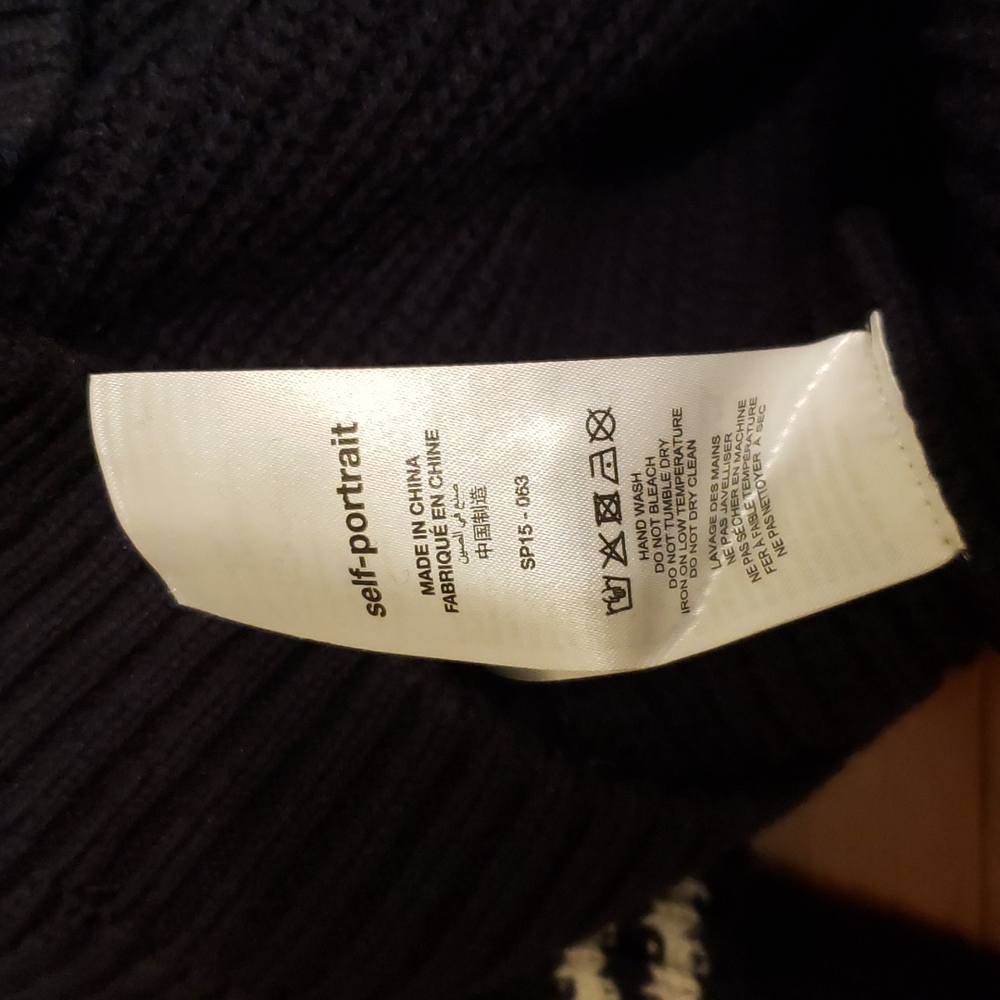 self-portrait
MADE IN CHINA
FABRIQUÉ EN CHINE
صنع في الصين
中国制造
SP15 - 063
HAND WASH
DO NOT BLEACH
DO NOT TUMBLE DRY
IRON ON LOW TEMPERATURE
DO NOT DRY CLEAN
LAVAGE DES MAINS
NE PAS JAVELLISER
NE PAS SÉCHER EN MACHINE
FER À FAIBLE TEMPÉRATURE
NE PAS NETTOYER À SEC